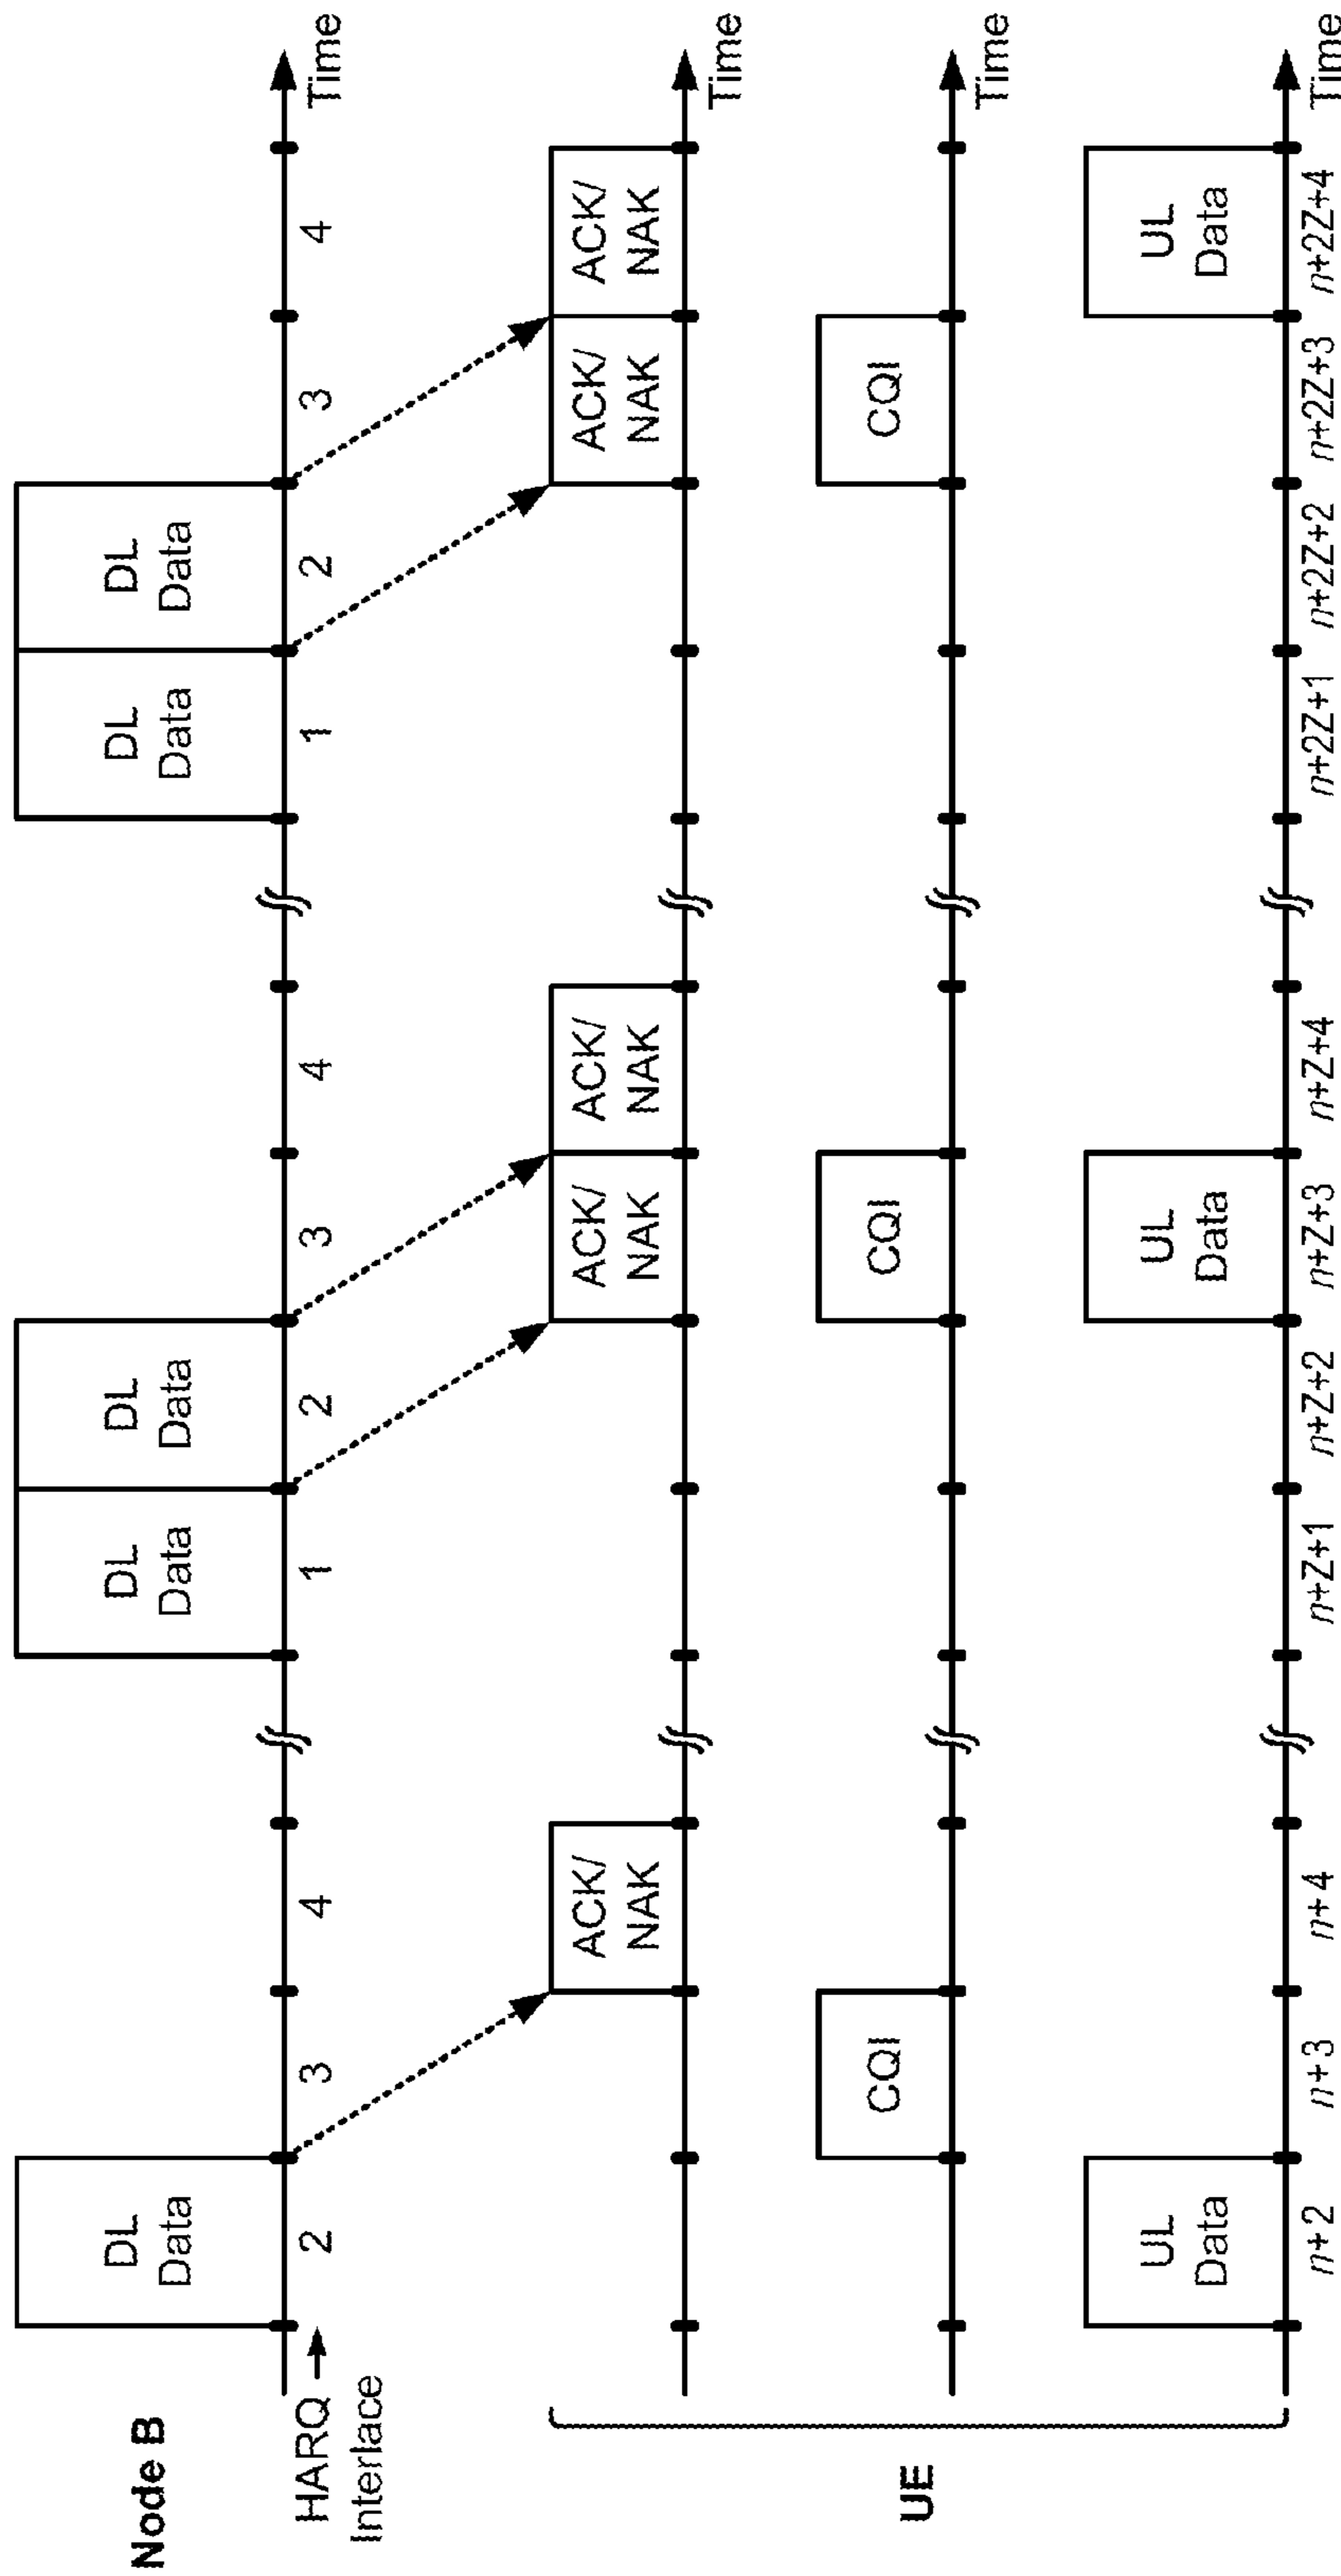 Node B
DL
Data
DL
Data
DL
Data
DL
Data
DL
Data
HARQ
Interlace
2
3
4
1
2
3
4
1
2
3
4
Time
UE
ACK/
NAK
ACK/
NAK
ACK/
NAK
ACK/
NAK
ACK/
NAK
Time
CQI
CQI
CQI
Time
UL
Data
UL
Data
UL
Data
n+2
n+3
n+4
n+Z+1
n+Z+2
n+Z+3
n+Z+4
n+2Z+1
n+2Z+2
n+2Z+3
n+2Z+4
Time